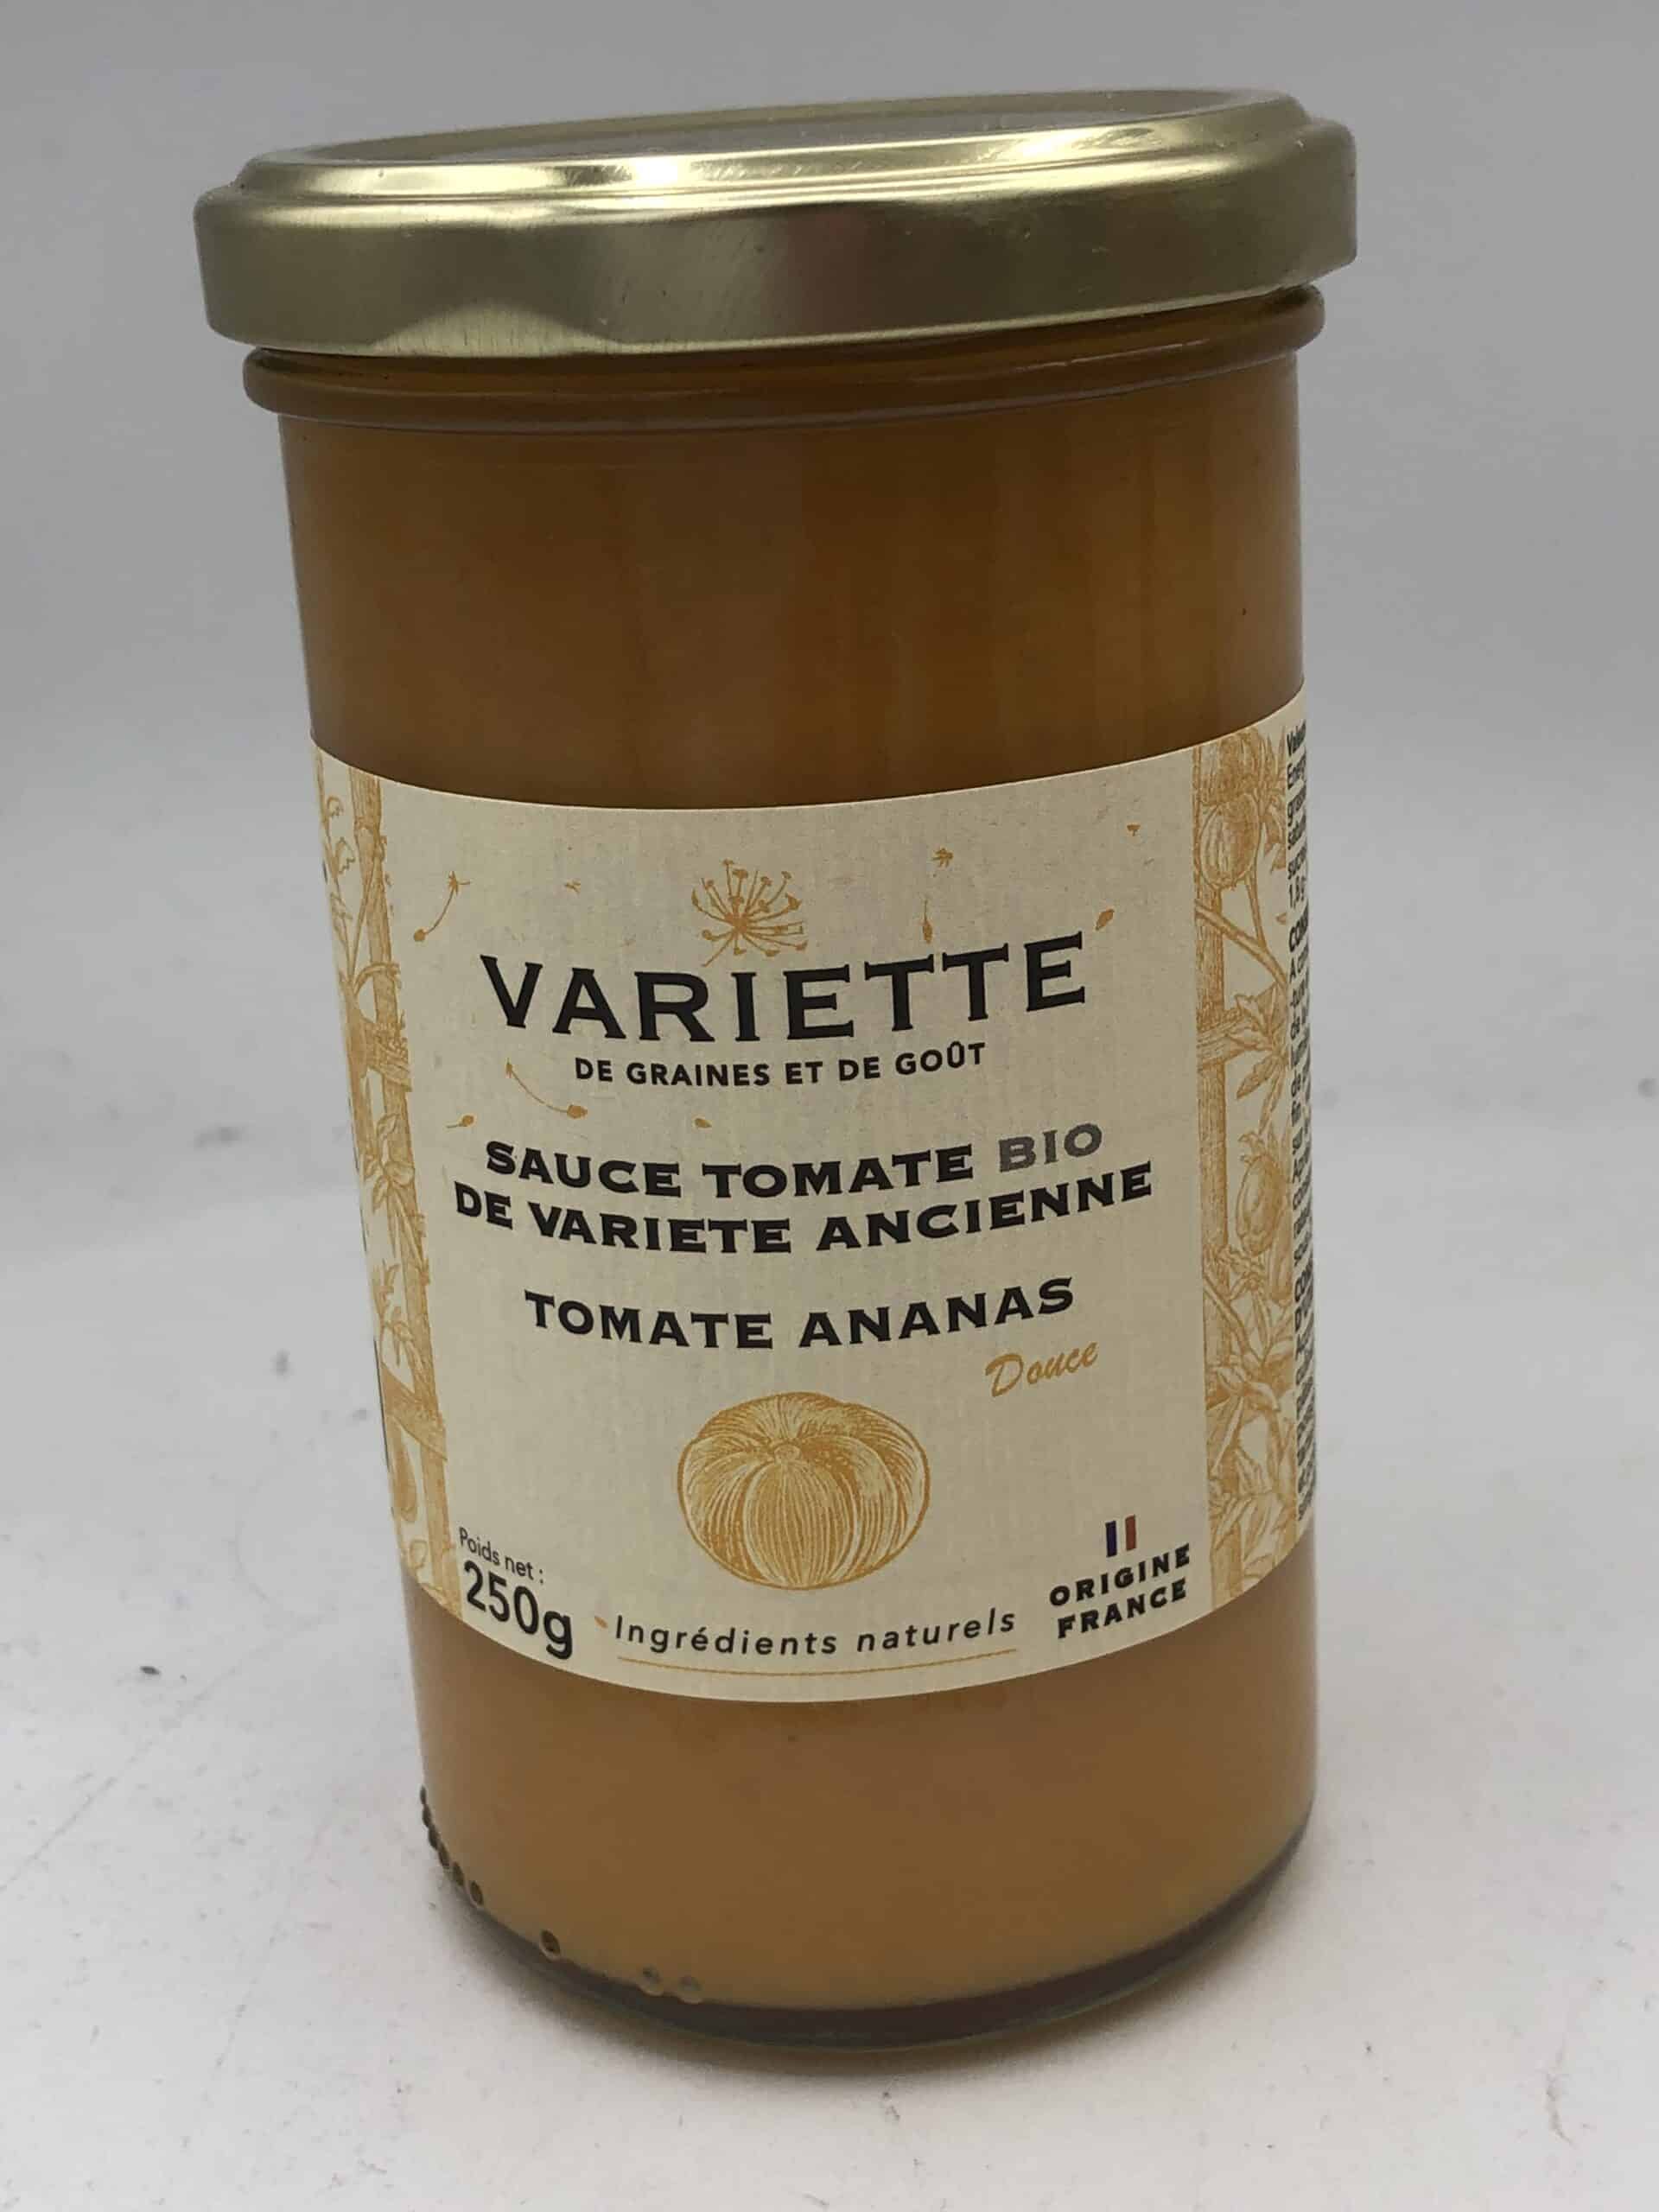 VARIETTE
DE GRAINES ET DE GOÛT
SAUCE TOMATE BIO
DE VARIETE ANCIENNE
TOMATE ANANAS
Douce
Poids net :
250g
Ingrédients naturels
ORIGINE
FRANCE